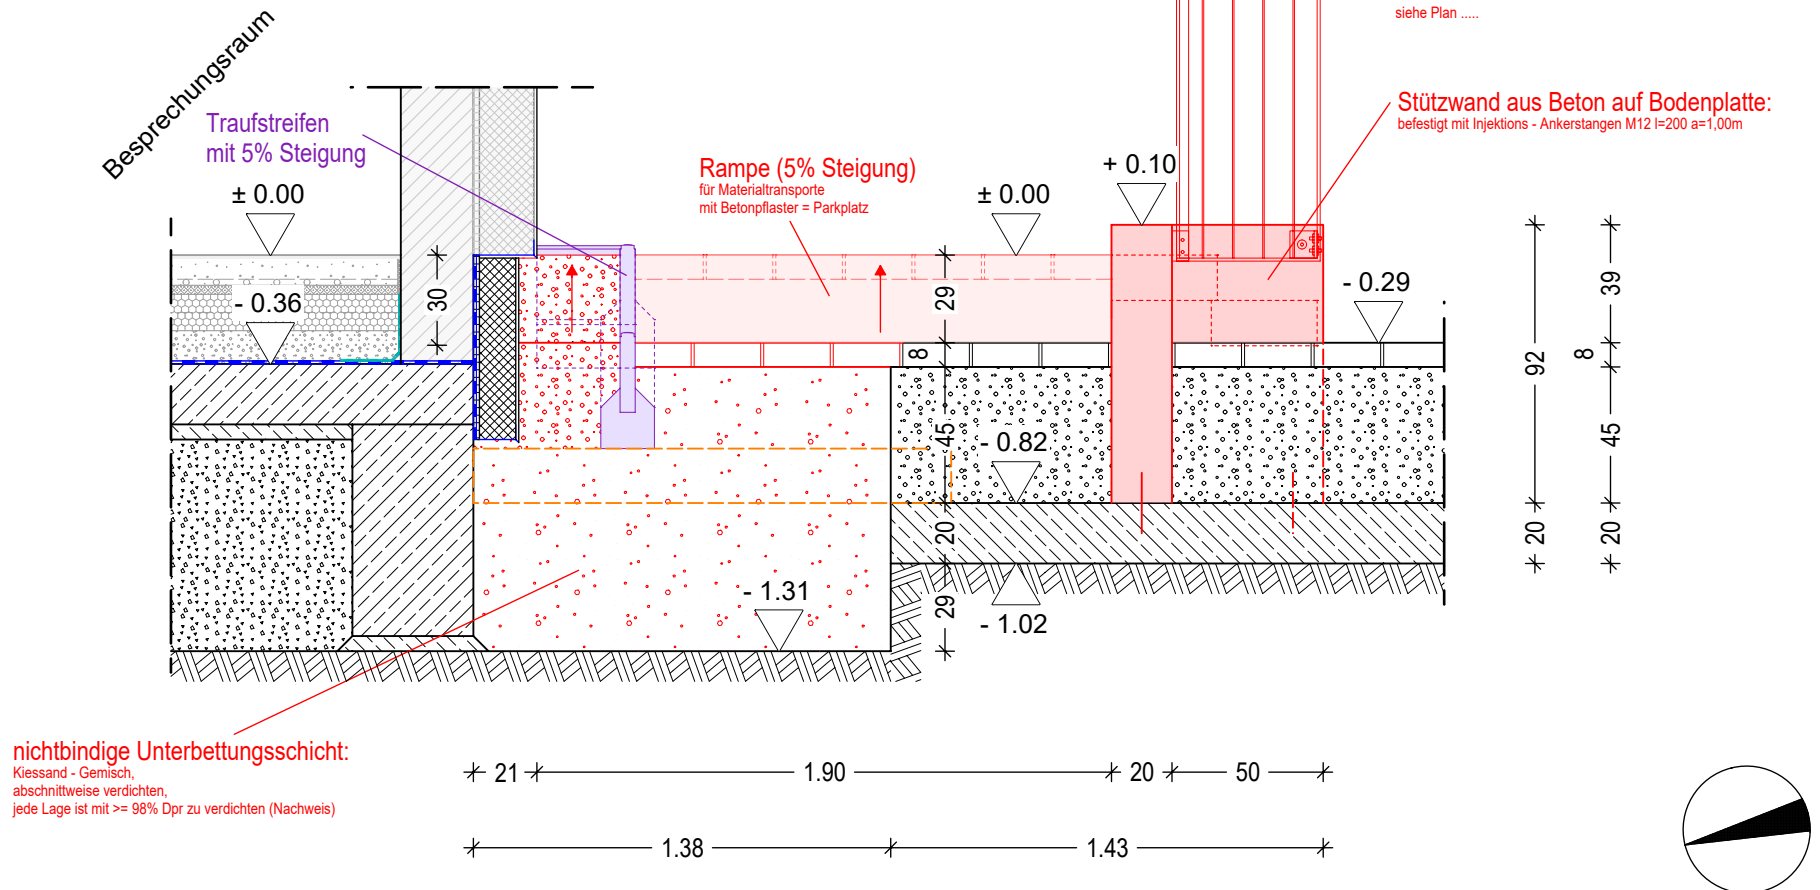 siehe Plan .....
Besprechungsraum
Traufstreifen
mit 5% Steigung
Stützwand aus Beton auf Bodenplatte:
befestigt mit Injektions - Ankerstangen M12 l=200 a=1,00m
Rampe (5% Steigung)
für Materialtransporte
mit Betonpflaster = Parkplatz
± 0.00
± 0.00
+ 0.10
- 0.36
- 0.29
30
29
8
45
20
29
- 0.82
- 1.31
- 1.02
92
20
39
8
45
20
nichtbindige Unterbettungsschicht:
Kiessand - Gemisch,
abschnittweise verdichten,
jede Lage ist mit >= 98% Dpr zu verdichten (Nachweis)
21
1.90
20
50
1.38
1.43